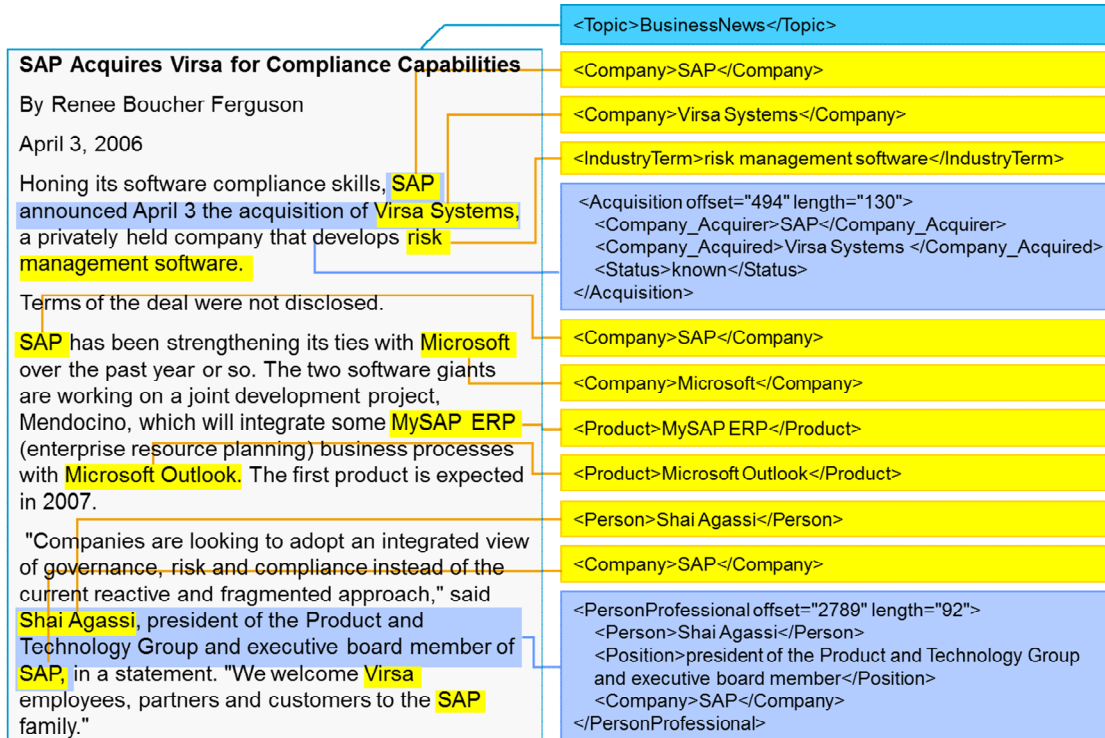 SAP Acquires Virsa for Compliance Capabilities
By Renee Boucher Ferguson
April 3, 2006
Honing its software compliance skills, SAP
announced April 3 the acquisition of Virsa Systems,
a privately held company that develops risk
management software.
Terms of the deal were not disclosed.
SAP has been strengthening its ties with Microsoft
over the past year or so. The two software giants
are working on a joint development project,
Mendocino, which will integrate some MySAP ERP
(enterprise resource planning) business processes
with Microsoft Outlook. The first product is expected
in 2007.
"Companies are looking to adopt an integrated view
of governance, risk and compliance instead of the
current reactive and fragmented approach," said
Shai Agassi, president of the Product and
Technology Group and executive board member of
SAP, in a statement. "We welcome Virsa
employees, partners and customers to the SAP
family."
<Topic>BusinessNews</Topic>
<Company>SAP</Company>
<Company>Virsa Systems</Company>
<IndustryTerm>risk management software</IndustryTerm>
<Acquisition offset="494" length="130">
<Company_Acquirer>SAP</Company_Acquirer>
<Company_Acquired>Virsa Systems </Company_Acquired>
<Status>known</Status>
</Acquisition>
<Company>SAP</Company>
<Company>Microsoft</Company>
<Product>MySAP ERP</Product>
<Product>Microsoft Outlook</Product>
<Person>Shai Agassi</Person>
<Company>SAP</Company>
<PersonProfessional offset="2789" length="92">
<Person>Shai Agassi</Person>
<Position>president of the Product and Technology Group
and executive board member</Position>
<Company>SAP</Company>
</PersonProfessional>